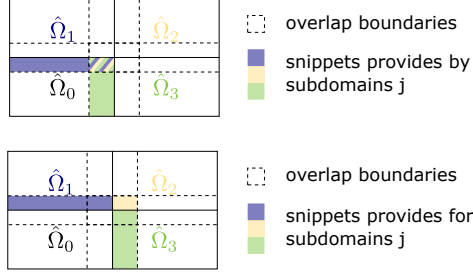 Ω̂₁ Ω̂₂
Ω̂₀ Ω̂₃
overlap boundaries
snippets provides by
subdomains j
Ω̂₁ Ω̂₂
Ω̂₀ Ω̂₃
overlap boundaries
snippets provides for
subdomains j